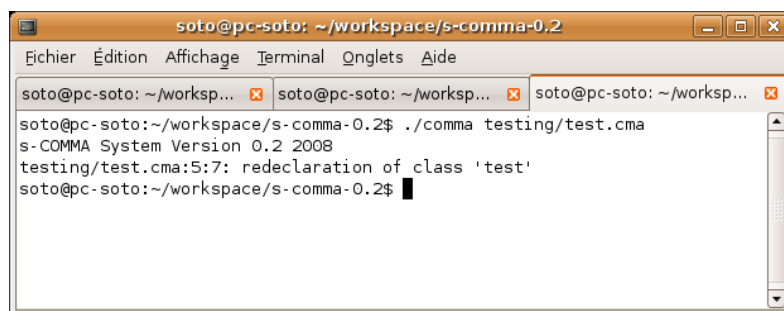 soto@pc-soto: ~/workspace/s-comma-0.2
Fichier Édition Affichage Terminal Onglets Aide
soto@pc-soto: ~/worksp... soto@pc-soto: ~/worksp... soto@pc-soto: ~/worksp...
soto@pc-soto:~/workspace/s-comma-0.2$ ./comma testing/test.cma
s-COMMA System Version 0.2 2008
testing/test.cma:5:7: redeclaration of class 'test'
soto@pc-soto:~/workspace/s-comma-0.2$